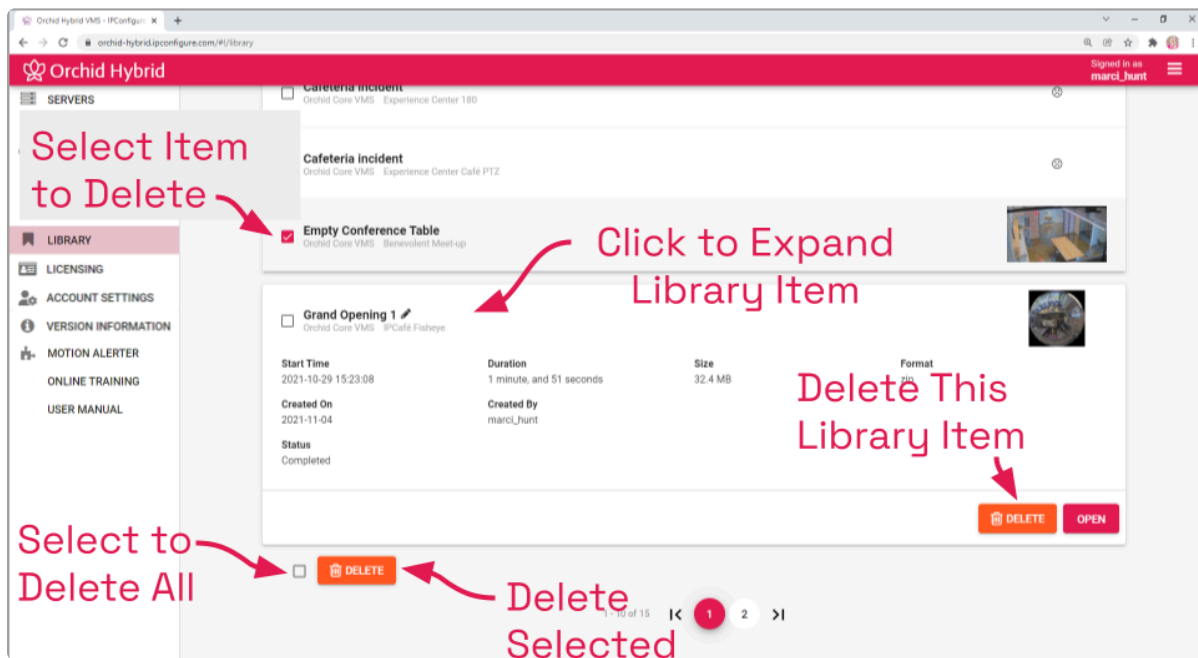 Orchid Hybrid VMS - IPConfigur
orchid-hybrid.ipconfigure.com/#!/library
Orchid Hybrid
Signed in as
marci_hunt
SERVERS
Cafeteria incident
Orchid Core VMS Experience Center 180
Select Item
to Delete
Cafeteria incident
Orchid Core VMS Experience Center Café PTZ
LIBRARY
Empty Conference Table
Orchid Core VMS Benevolent Meet-up
Click to Expand
Library Item
LICENSING
ACCOUNT SETTINGS
VERSION INFORMATION
MOTION ALERTER
ONLINE TRAINING
USER MANUAL
Grand Opening 1
Orchid Core VMS IPCafé Fisheye
Start Time
2021-10-29 15:23:08
Duration
1 minute, and 51 seconds
Size
32.4 MB
Format
zip
Created On
2021-11-04
Created By
marci_hunt
Status
Completed
Delete This
Library Item
DELETE
OPEN
Select to
Delete All
DELETE
Delete
Selected
1 - 10 of 15
1
2